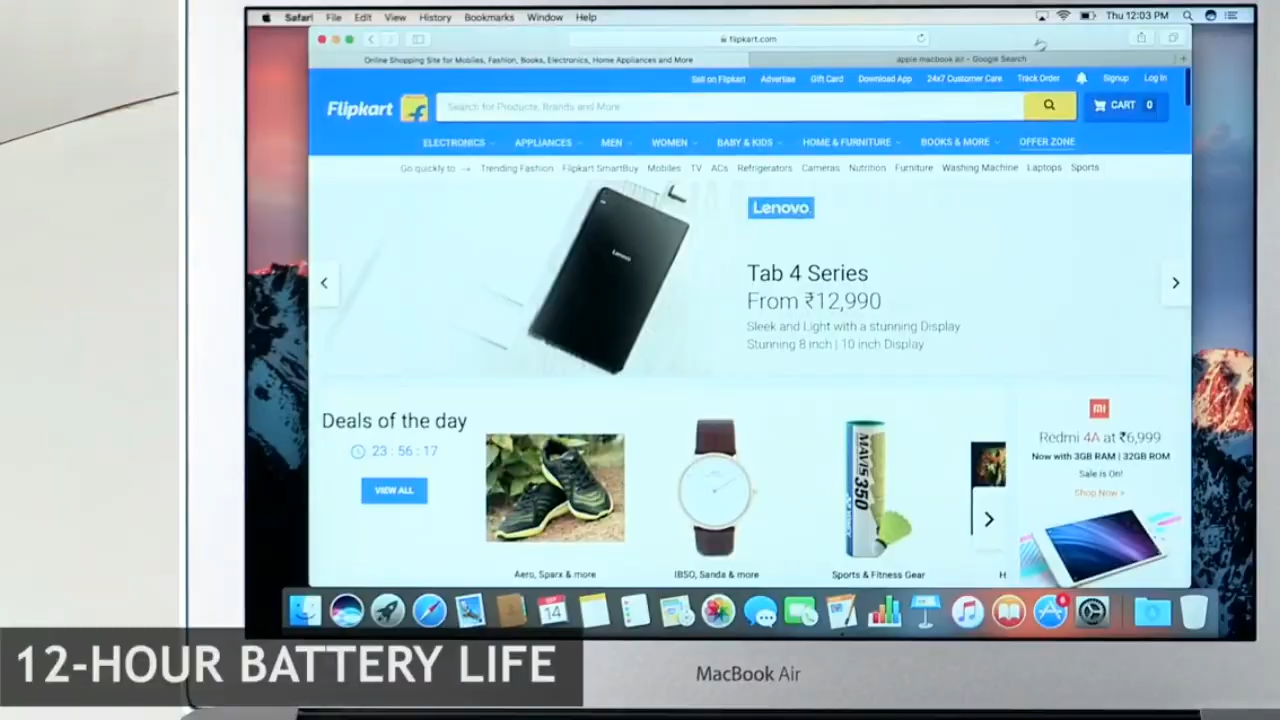 Safari File Edit View History Bookmarks Window Help Thu 12:03 PM
flipkart.com
Online Shopping Site for Mobiles, Fashion, Books, Electronics, Home Appliances and More
apple macbook air - Google Search
Sell on Flipkart Advertise Gift Card Download App 24x7 Customer Care Track Order Signup Log In
Flipkart
Search for Products, Brands and More
CART 0
ELECTRONICS APPLIANCES MEN WOMEN BABY & KIDS HOME & FURNITURE BOOKS & MORE OFFER ZONE
Go quickly to → Trending Fashion Flipkart SmartBuy Mobiles TV ACs Refrigerators Cameras Nutrition Furniture Washing Machine Laptops Sports
Lenovo
Lenovo
Tab 4 Series
From ₹12,990
Sleek and Light with a stunning Display
Stunning 8 inch | 10 inch Display
Deals of the day
23 : 56 : 17
VIEW ALL
MAVIS350
YONEX
Aero, Sparx & more
IBSO, Sanda & more
Sports & Fitness Gear
H
MI
Redmi 4A at ₹6,999
Now with 3GB RAM | 32GB ROM
Sale is On!
Shop Now >
14
12-HOUR BATTERY LIFE
MacBook Air